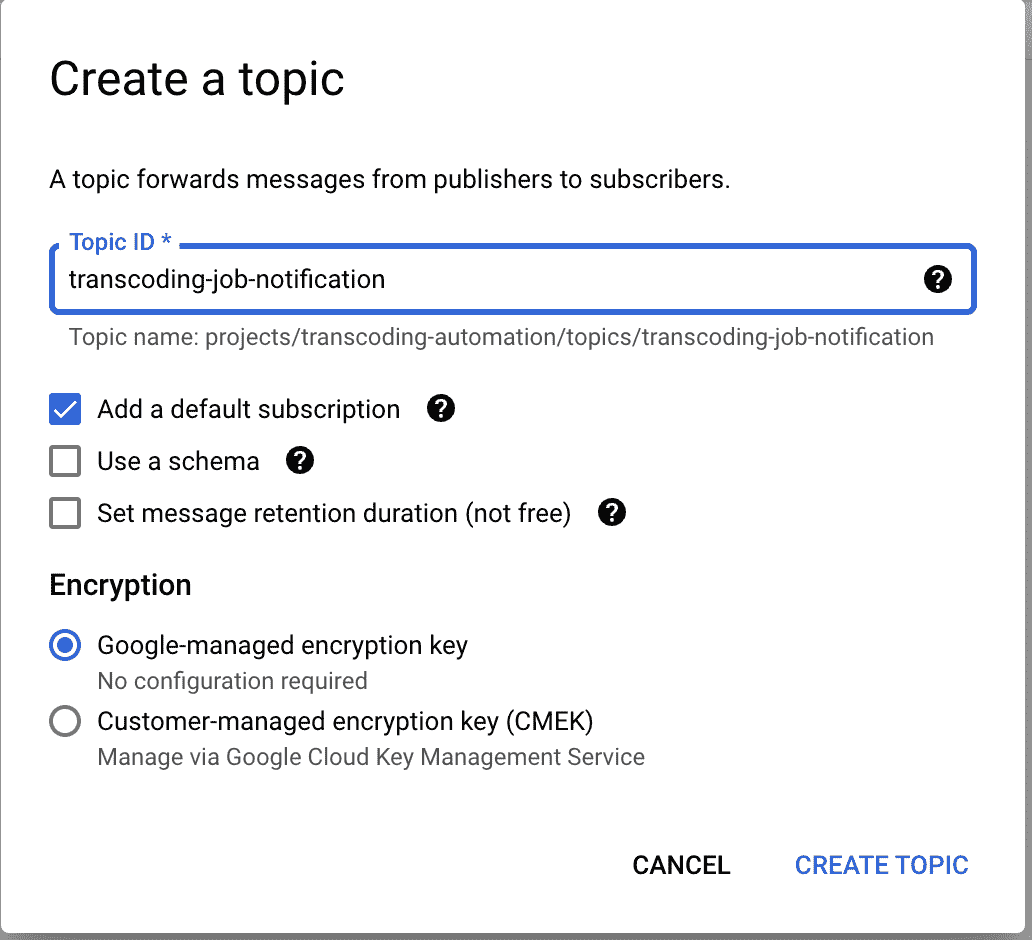 Create a topic
A topic forwards messages from publishers to subscribers.
Topic ID *
transcoding-job-notification
?
Topic name: projects/transcoding-automation/topics/transcoding-job-notification
Add a default subscription ?
Use a schema ?
Set message retention duration (not free) ?
Encryption
Google-managed encryption key
No configuration required
Customer-managed encryption key (CMEK)
Manage via Google Cloud Key Management Service
CANCEL CREATE TOPIC